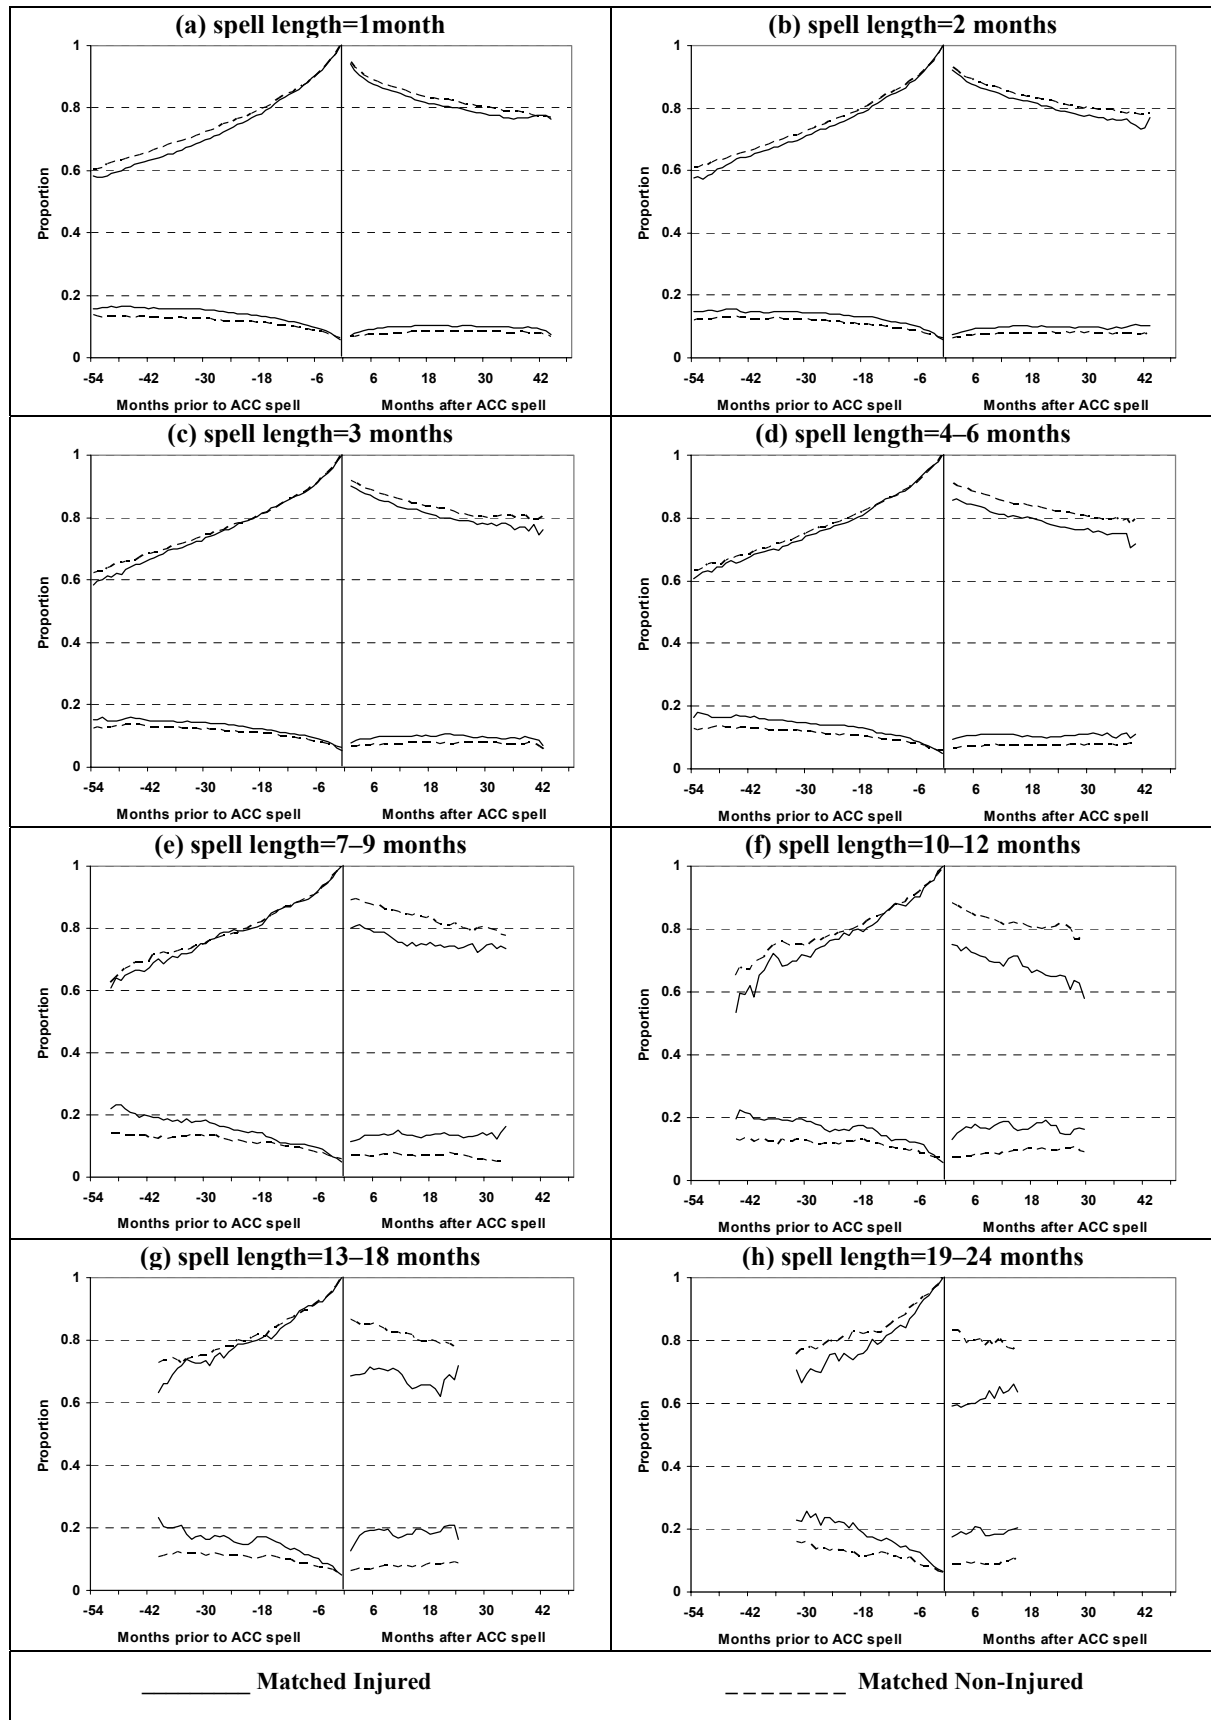 (a) spell length=1month
1
0.8
0.6
0.4
0.2
0
Proportion
-54 -42 -30 -18 -6 6 18 30 42
Months prior to ACC spell Months after ACC spell
(b) spell length=2 months
1
0.8
0.6
0.4
0.2
0
Proportion
-54 -42 -30 -18 -6 6 18 30 42
Months prior to ACC spell Months after ACC spell
(c) spell length=3 months
1
0.8
0.6
0.4
0.2
0
Proportion
-54 -42 -30 -18 -6 6 18 30 42
Months prior to ACC spell Months after ACC spell
(d) spell length=4–6 months
1
0.8
0.6
0.4
0.2
0
Proportion
-54 -42 -30 -18 -6 6 18 30 42
Months prior to ACC spell Months after ACC spell
(e) spell length=7–9 months
1
0.8
0.6
0.4
0.2
0
Proportion
-54 -42 -30 -18 -6 6 18 30 42
Months prior to ACC spell Months after ACC spell
(f) spell length=10–12 months
1
0.8
0.6
0.4
0.2
0
Proportion
-54 -42 -30 -18 -6 6 18 30 42
Months prior to ACC spell Months after ACC spell
(g) spell length=13–18 months
1
0.8
0.6
0.4
0.2
0
Proportion
-54 -42 -30 -18 -6 6 18 30 42
Months prior to ACC spell Months after ACC spell
(h) spell length=19–24 months
1
0.8
0.6
0.4
0.2
0
Proportion
-54 -42 -30 -18 -6 6 18 30 42
Months prior to ACC spell Months after ACC spell
Matched Injured Matched Non-Injured